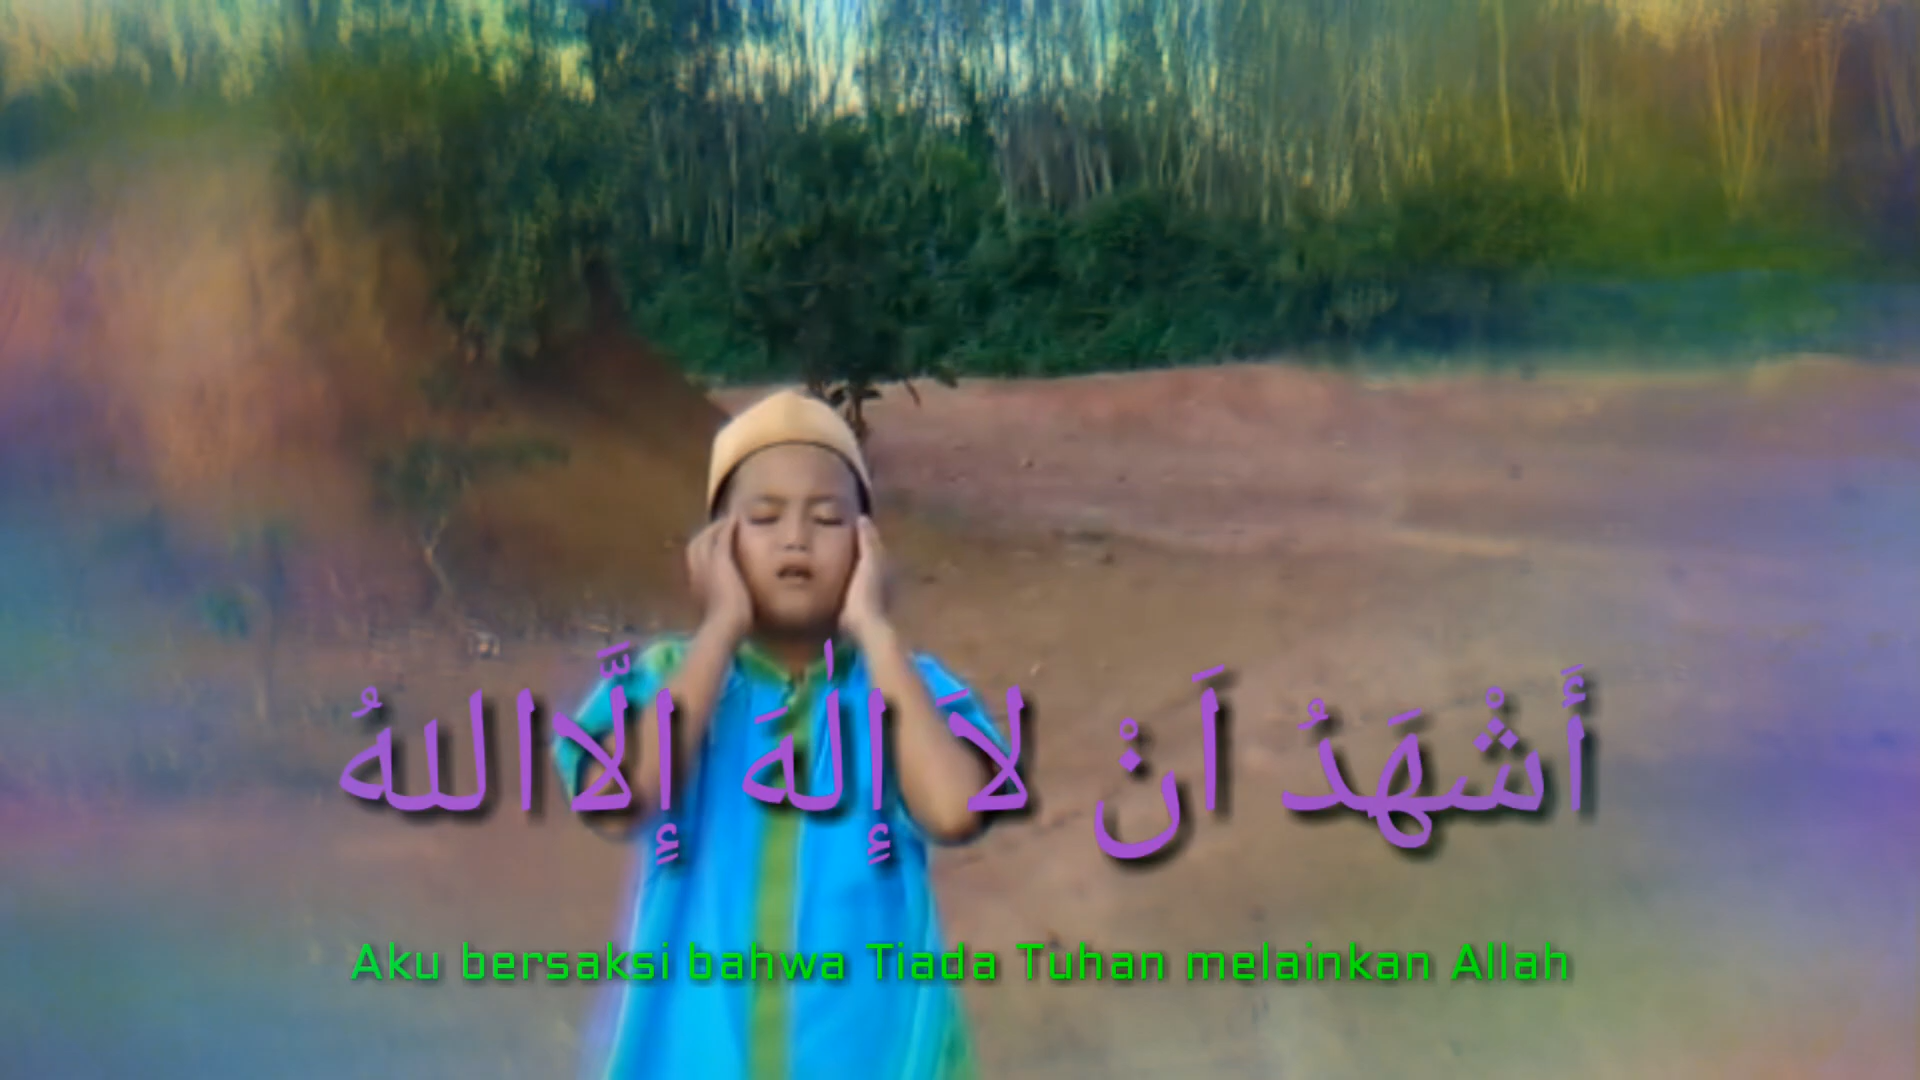 أَشْهَدُ اَنْ لاَ إِلٰهَ إِلَّااللهُ
Aku bersaksi bahwa Tiada Tuhan melainkan Allah